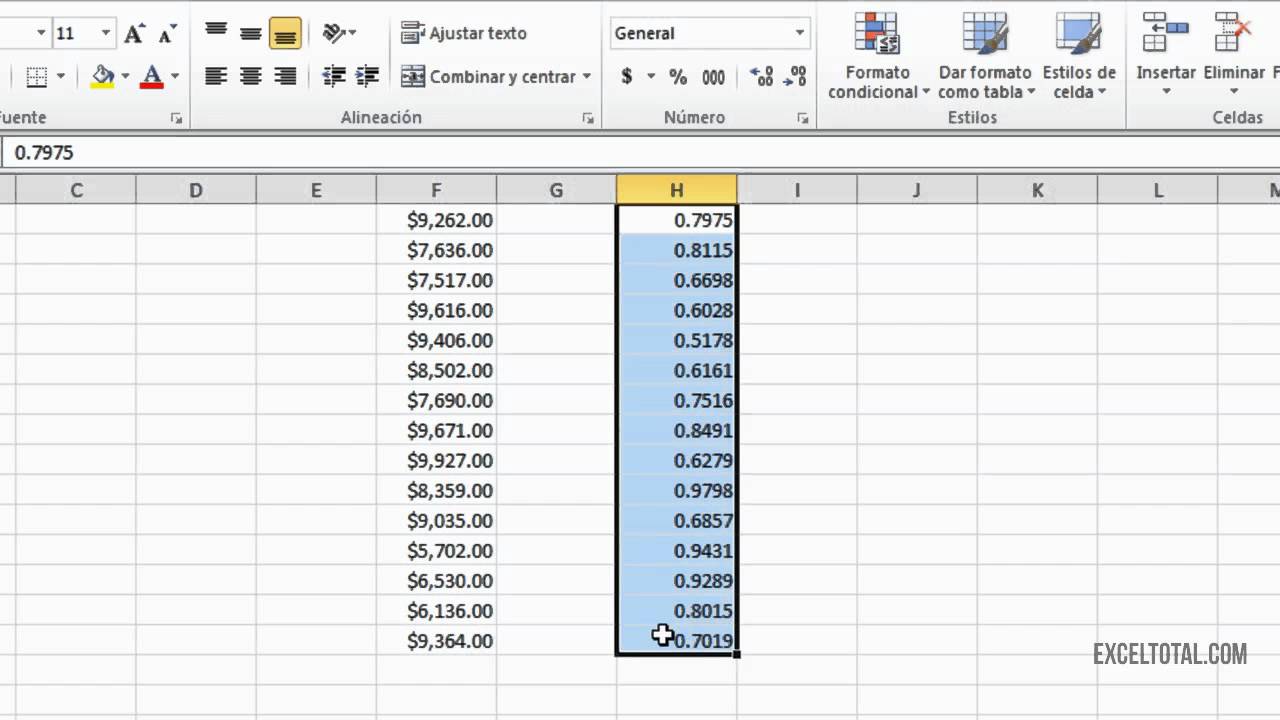 11 A A Ajustar texto General
Combinar y centrar $ % 000
Formato condicional Dar formato como tabla Estilos de celda Insertar Eliminar F
uente Alineación Número Estilos Celdas
0.7975
C D E F G H I J K L M
$9,262.00 0.7975
$7,636.00 0.8115
$7,517.00 0.6698
$9,616.00 0.6028
$9,406.00 0.5178
$8,502.00 0.6161
$7,690.00 0.7516
$9,671.00 0.8491
$9,927.00 0.6279
$8,359.00 0.9798
$9,035.00 0.6857
$5,702.00 0.9431
$6,530.00 0.9289
$6,136.00 0.8015
$9,364.00 0.7019
EXCELTOTAL.COM